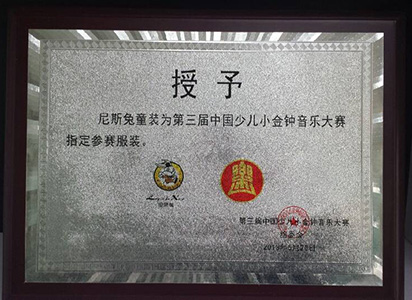 授予
尼斯兔童装为第三届中国少儿小金钟音乐大赛
指定参赛服装。
第三届中国少儿小金钟音乐大赛